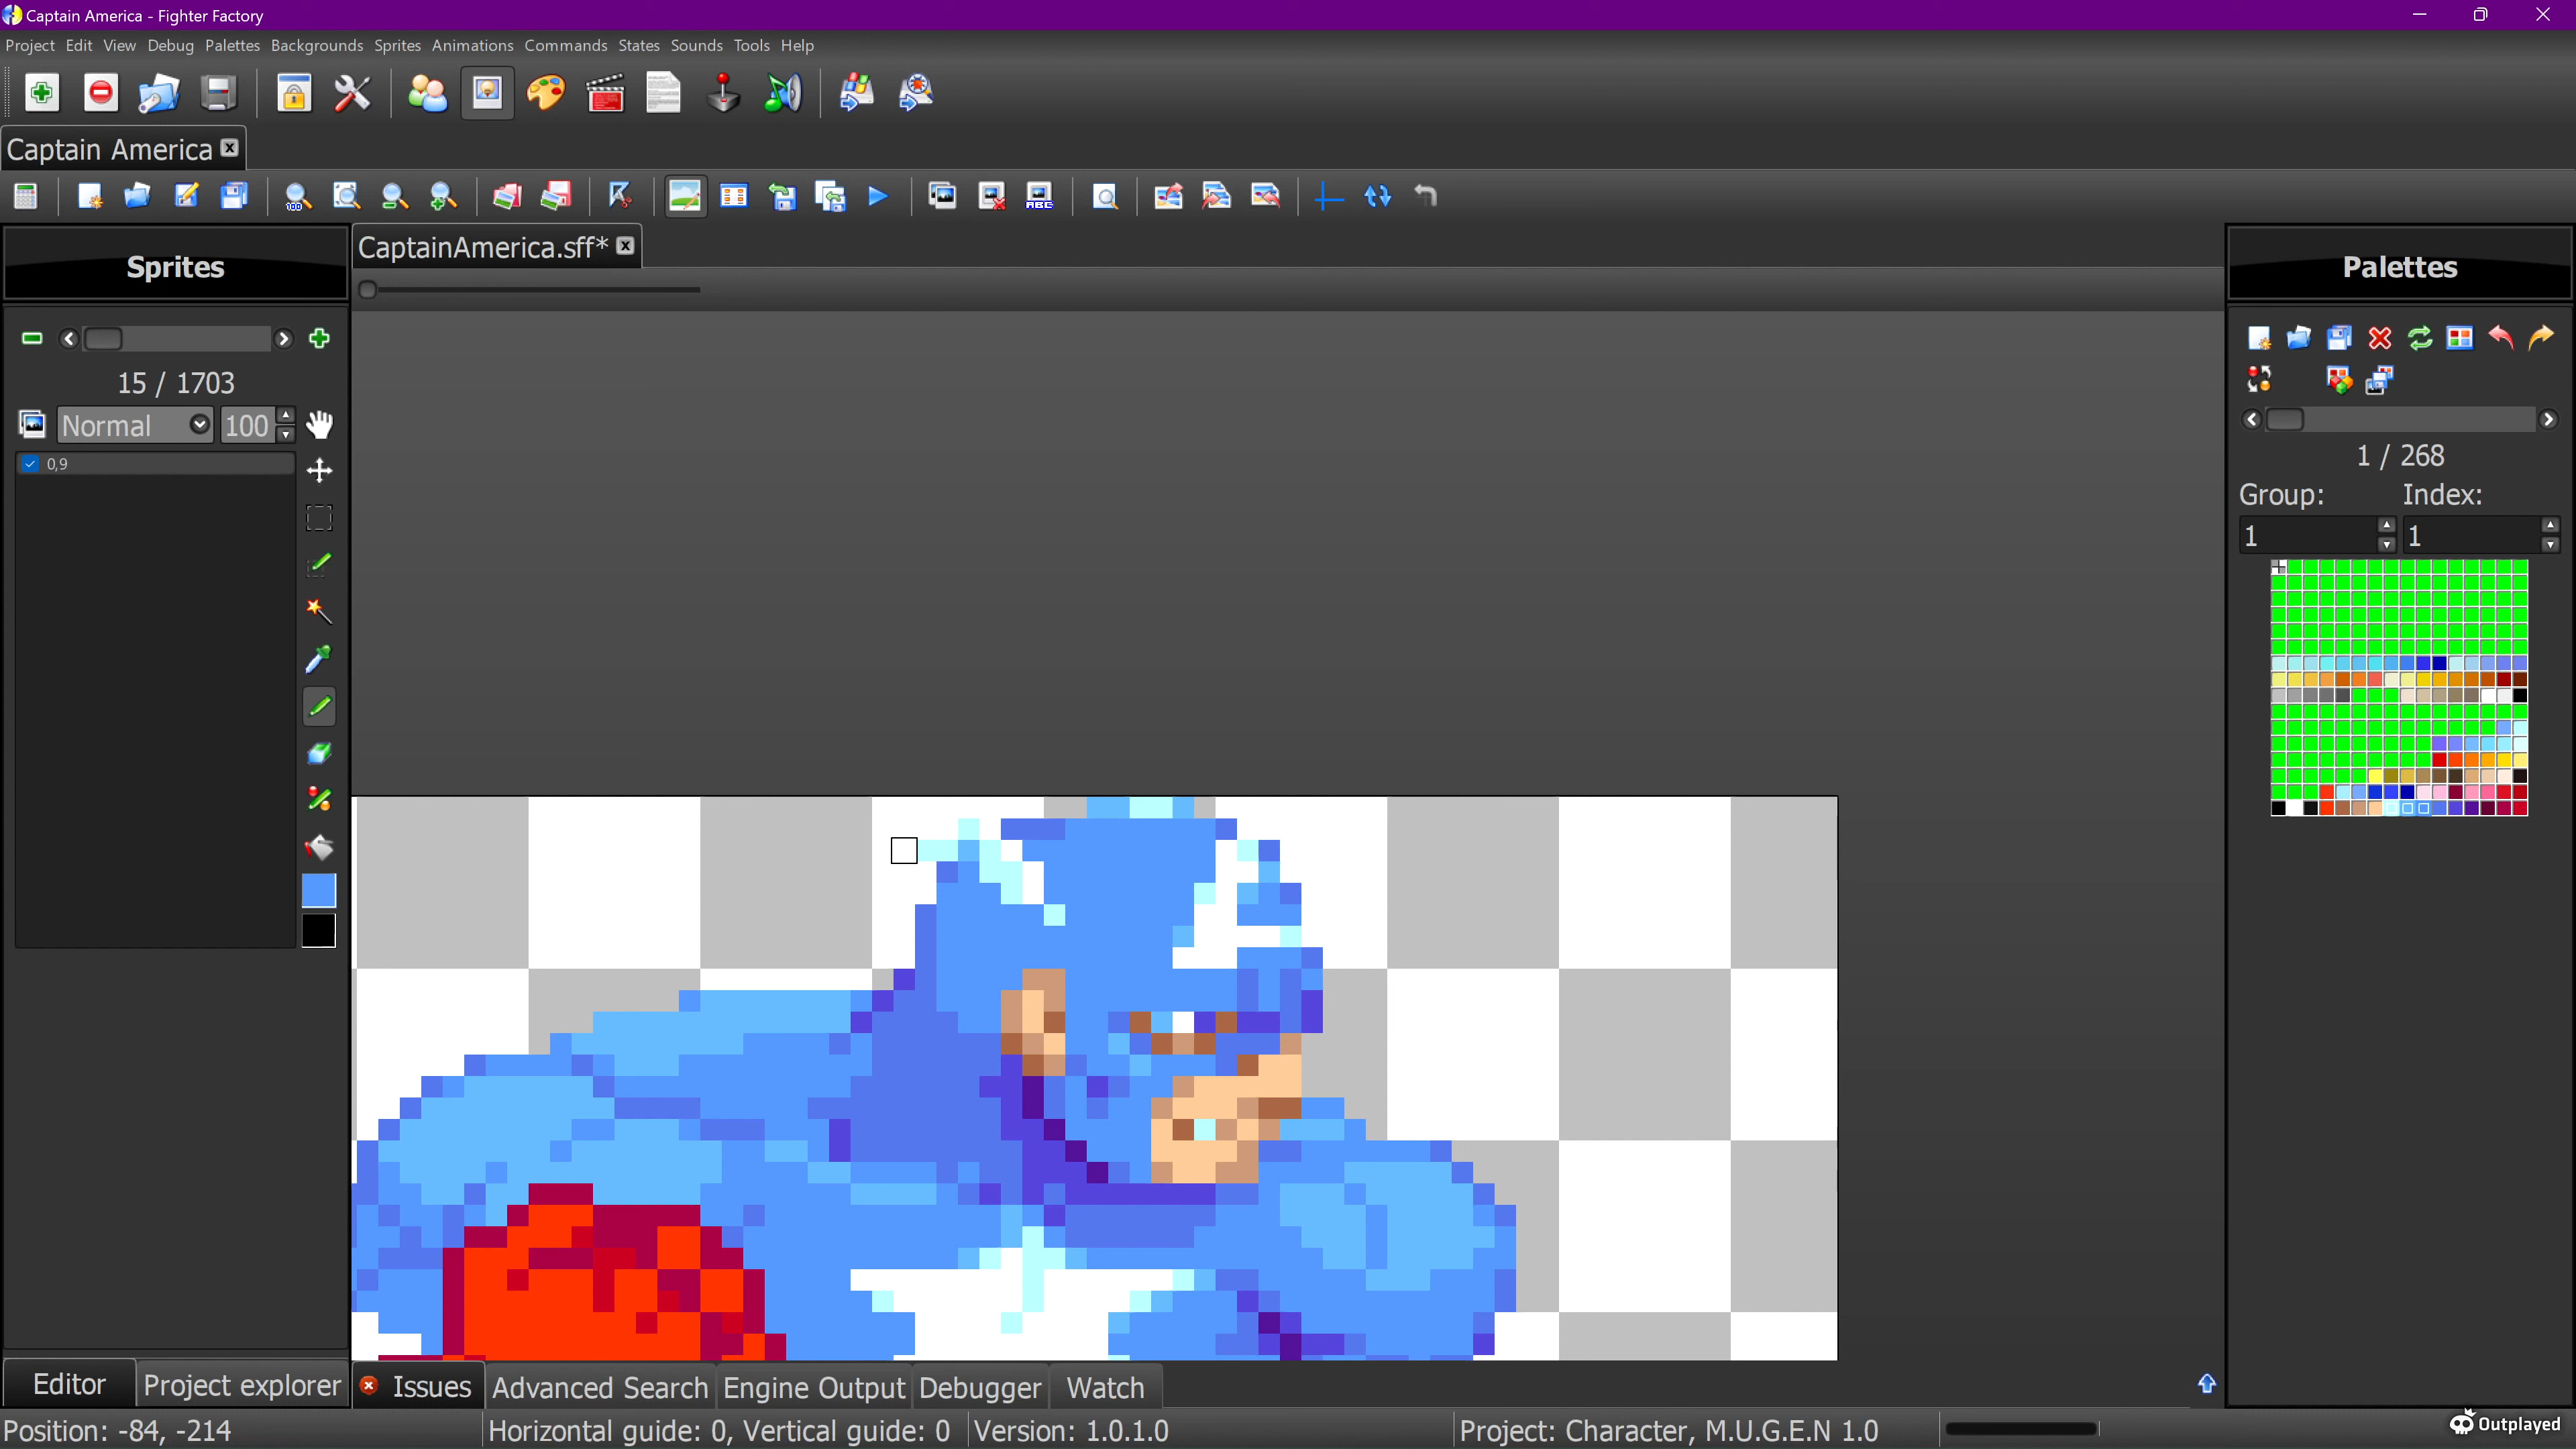 Captain America - Fighter Factory
Project Edit View Debug Palettes Backgrounds Sprites Animations Commands States Sounds Tools Help
Captain America
Sprites
CaptainAmerica.sff*
Palettes
15 / 1703
Normal 100
0,9
1 / 268
Group: Index:
1 1
100
ABC
Editor Project explorer Issues Advanced Search Engine Output Debugger Watch
Position: -84, -214 Horizontal guide: 0, Vertical guide: 0 Version: 1.0.1.0 Project: Character, M.U.G.E.N 1.0
Outplayed